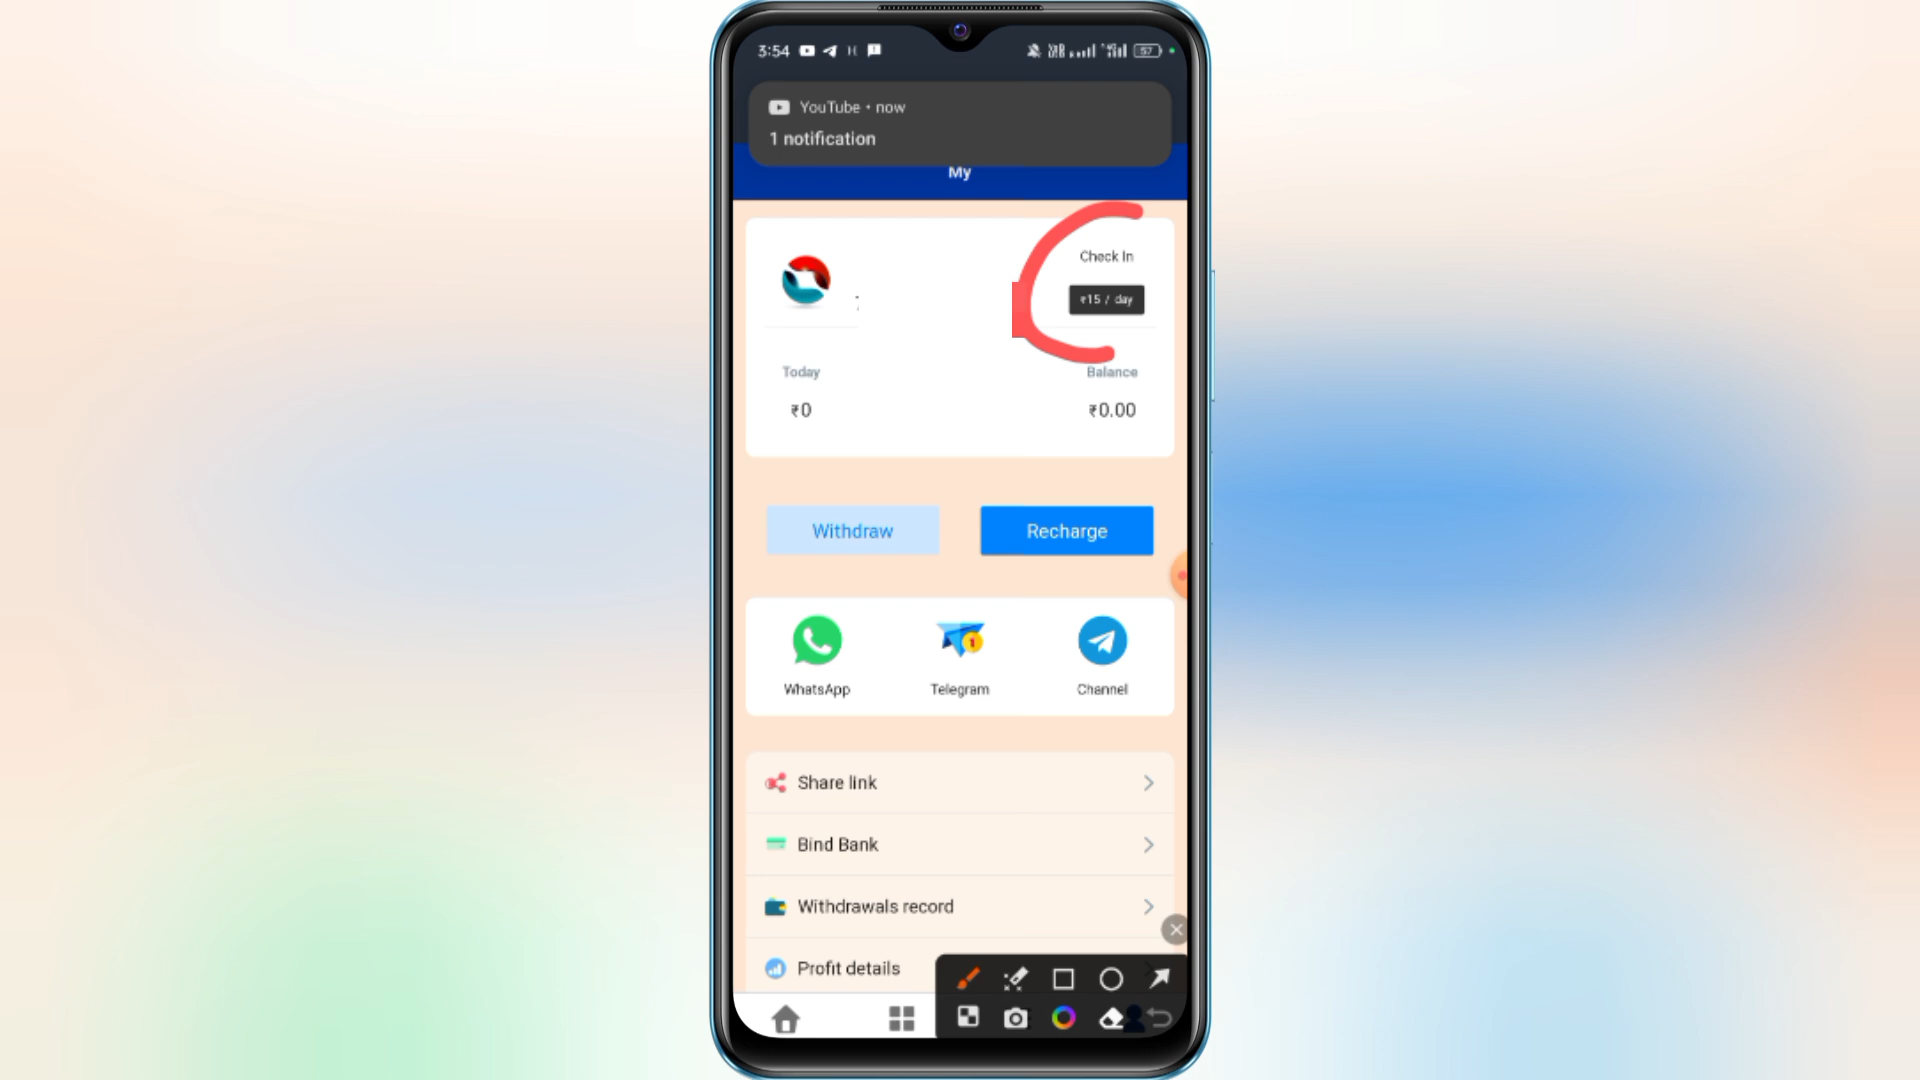 3:54
57
YouTube • now
1 notification
My
Check In
₹15 / day
Today
Balance
₹0
₹0.00
Withdraw
Recharge
WhatsApp
Telegram
Channel
Share link
Bind Bank
Withdrawals record
Profit details